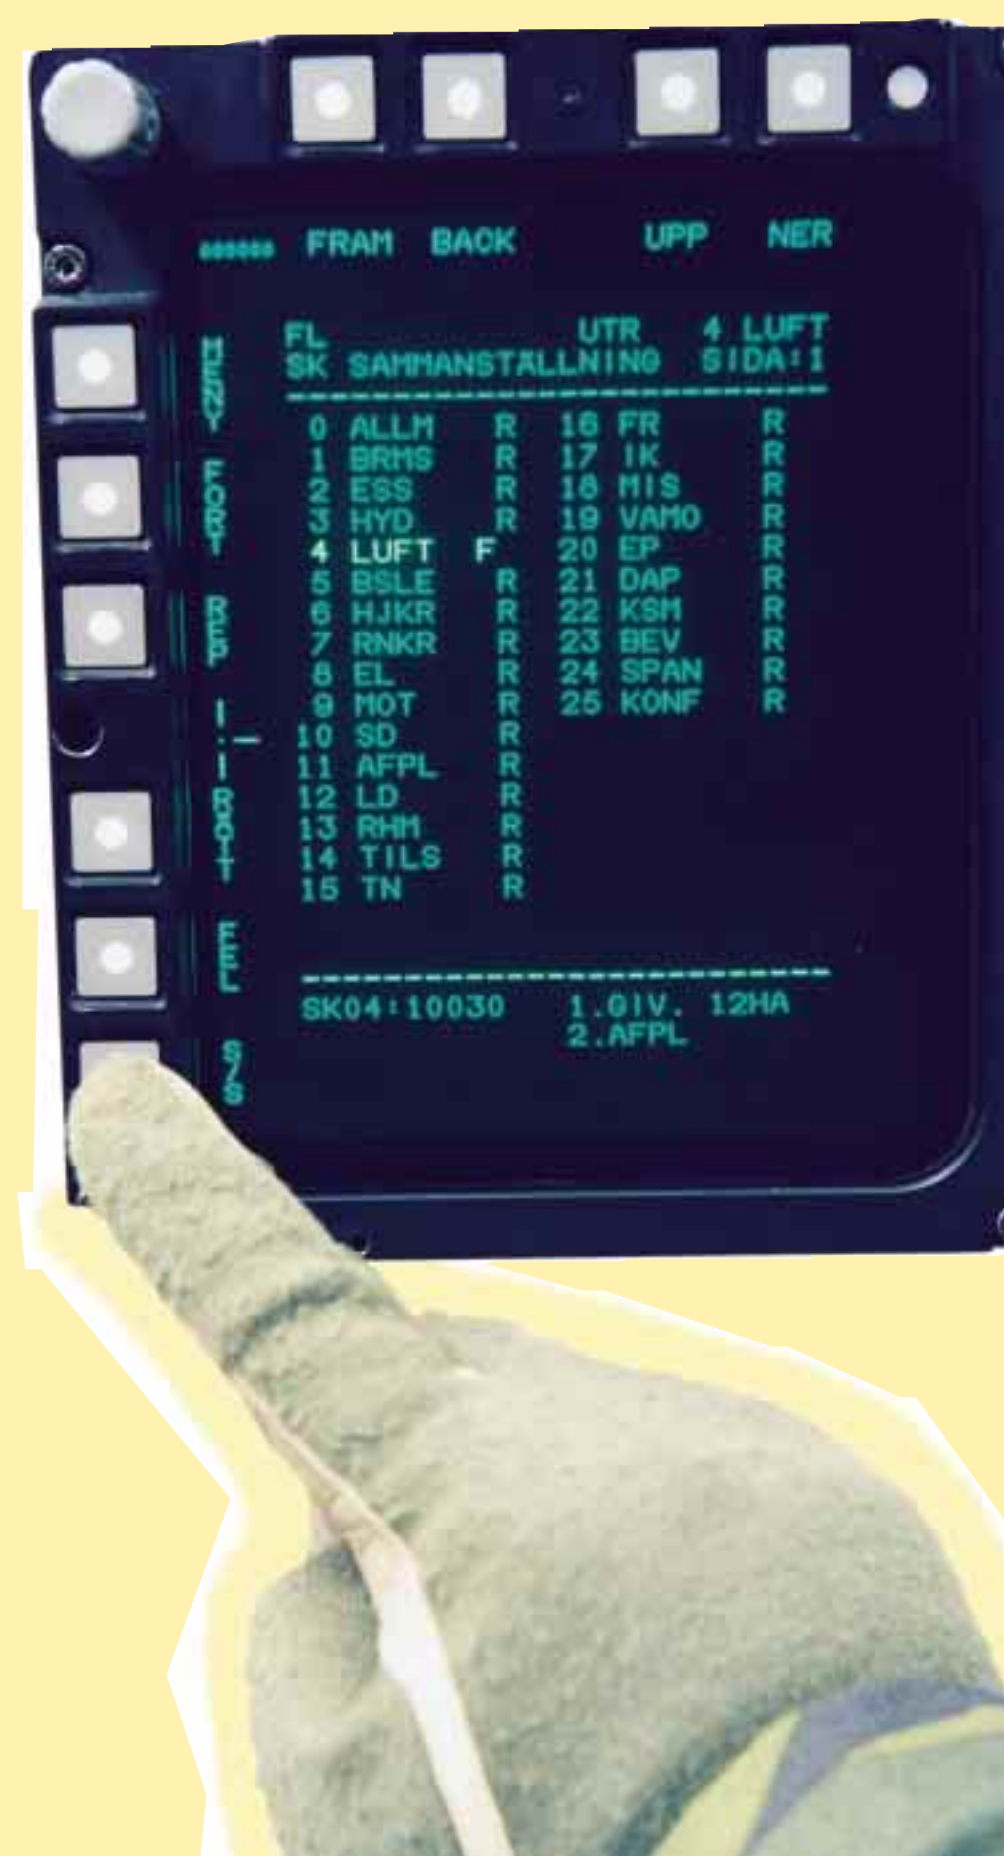 FRAM BACK UPP NER
FL UTR 4 LUFT
SK SAMMANSTÄLLNING SIDA:1
0 ALLM R 16 FR R
1 BRMS R 17 IK R
2 ESS R 18 MIS R
3 HYD R 19 VAMO R
4 LUFT F 20 EP R
5 BSLE R 21 DAP R
6 HJKR R 22 KSM R
7 RNKR R 23 BEV R
8 EL R 24 SPAN R
9 MOT R 25 KONF R
10 SD R
11 AFPL R
12 LD R
13 RHM R
14 TILS R
15 TN R
SK04:10030 1.GIV. 12HA
2.AFPL
MENY
FORT
REP
ROTT
FEL
S/S